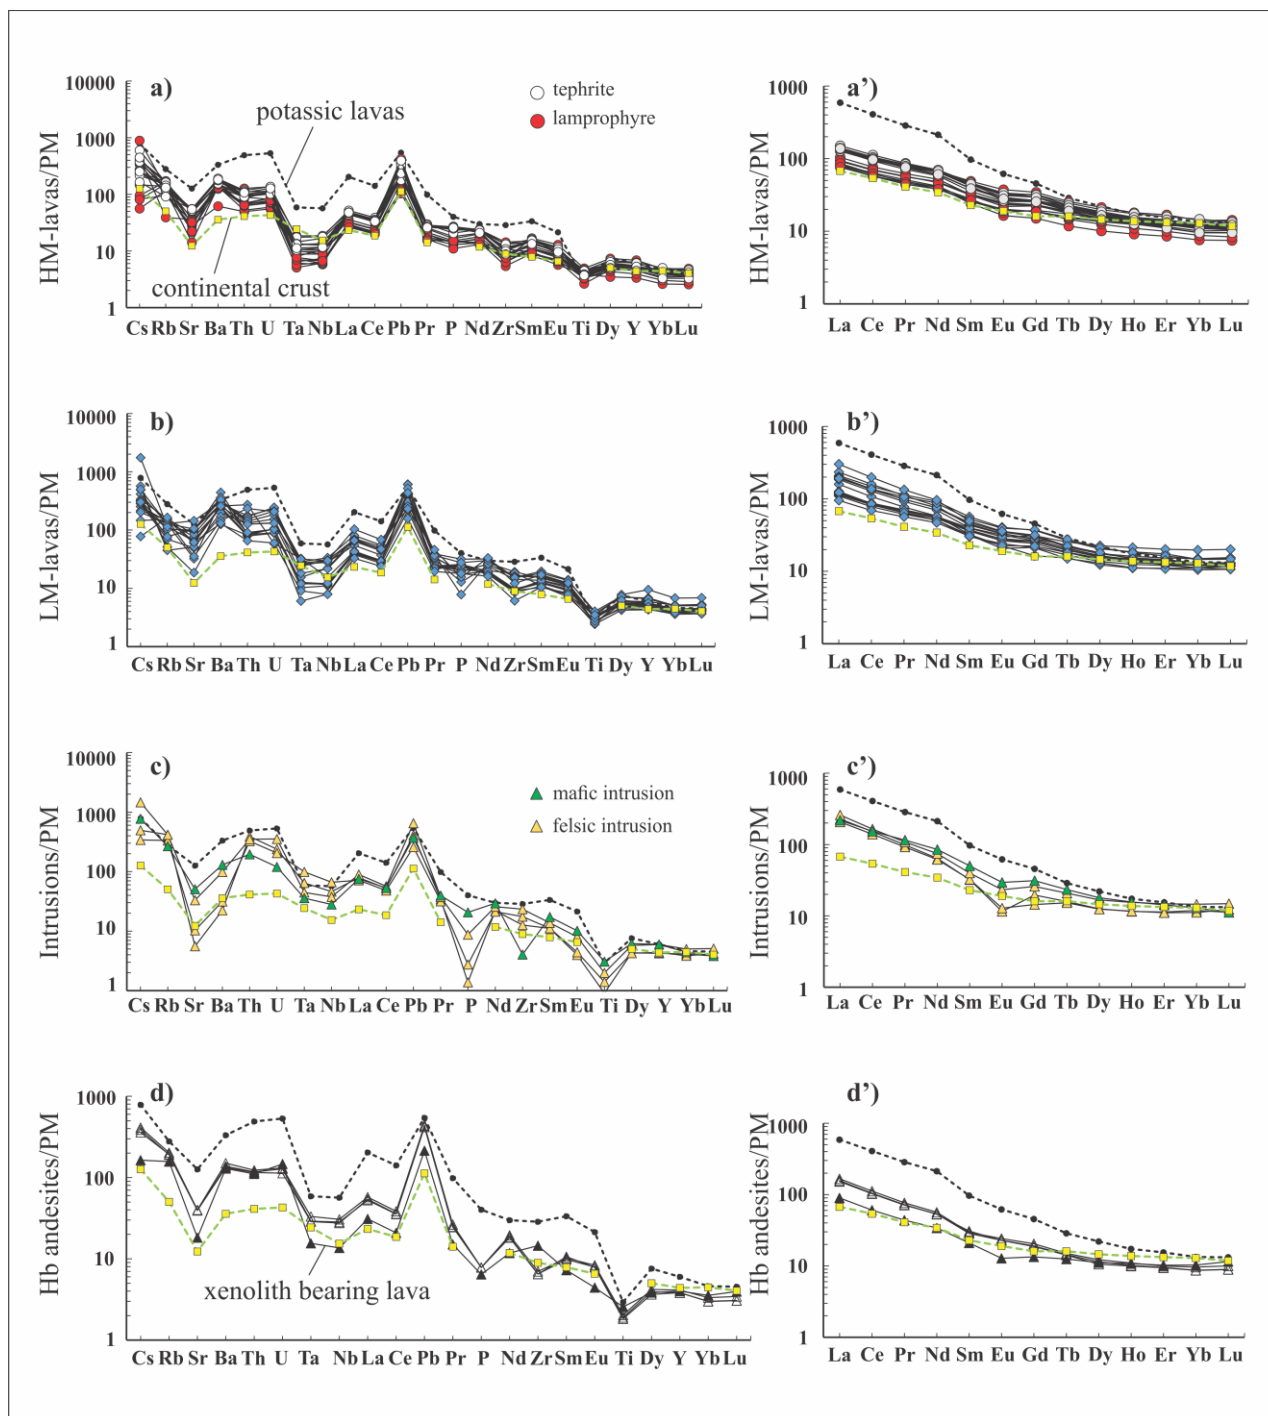 a)
10000
1000
100
10
1
HM-lavas/PM
potassic lavas
continental crust
tephrite
lamprophyre
Cs Rb Sr Ba Th U Ta Nb La Ce Pb Pr P Nd Zr Sm Eu Ti Dy Y Yb Lu
a')
1000
100
10
1
HM-lavas/PM
La Ce Pr Nd Sm Eu Gd Tb Dy Ho Er Yb Lu
b)
10000
1000
100
10
1
LM-lavas/PM
Cs Rb Sr Ba Th U Ta Nb La Ce Pb Pr P Nd Zr Sm Eu Ti Dy Y Yb Lu
b')
1000
100
10
1
LM-lavas/PM
La Ce Pr Nd Sm Eu Gd Tb Dy Ho Er Yb Lu
c)
10000
1000
100
10
1
Intrusions/PM
mafic intrusion
felsic intrusion
Cs Rb Sr Ba Th U Ta Nb La Ce Pb Pr P Nd Zr Sm Eu Ti Dy Y Yb Lu
c')
1000
100
10
1
Intrusions/PM
La Ce Pr Nd Sm Eu Gd Tb Dy Ho Er Yb Lu
d)
1000
100
10
1
Hb andesites/PM
xenolith bearing lava
Cs Rb Sr Ba Th U Ta Nb La Ce Pb Pr P Nd Zr Sm Eu Ti Dy Y Yb Lu
d')
1000
100
10
1
Hb andesites/PM
La Ce Pr Nd Sm Eu Gd Tb Dy Ho Er Yb Lu